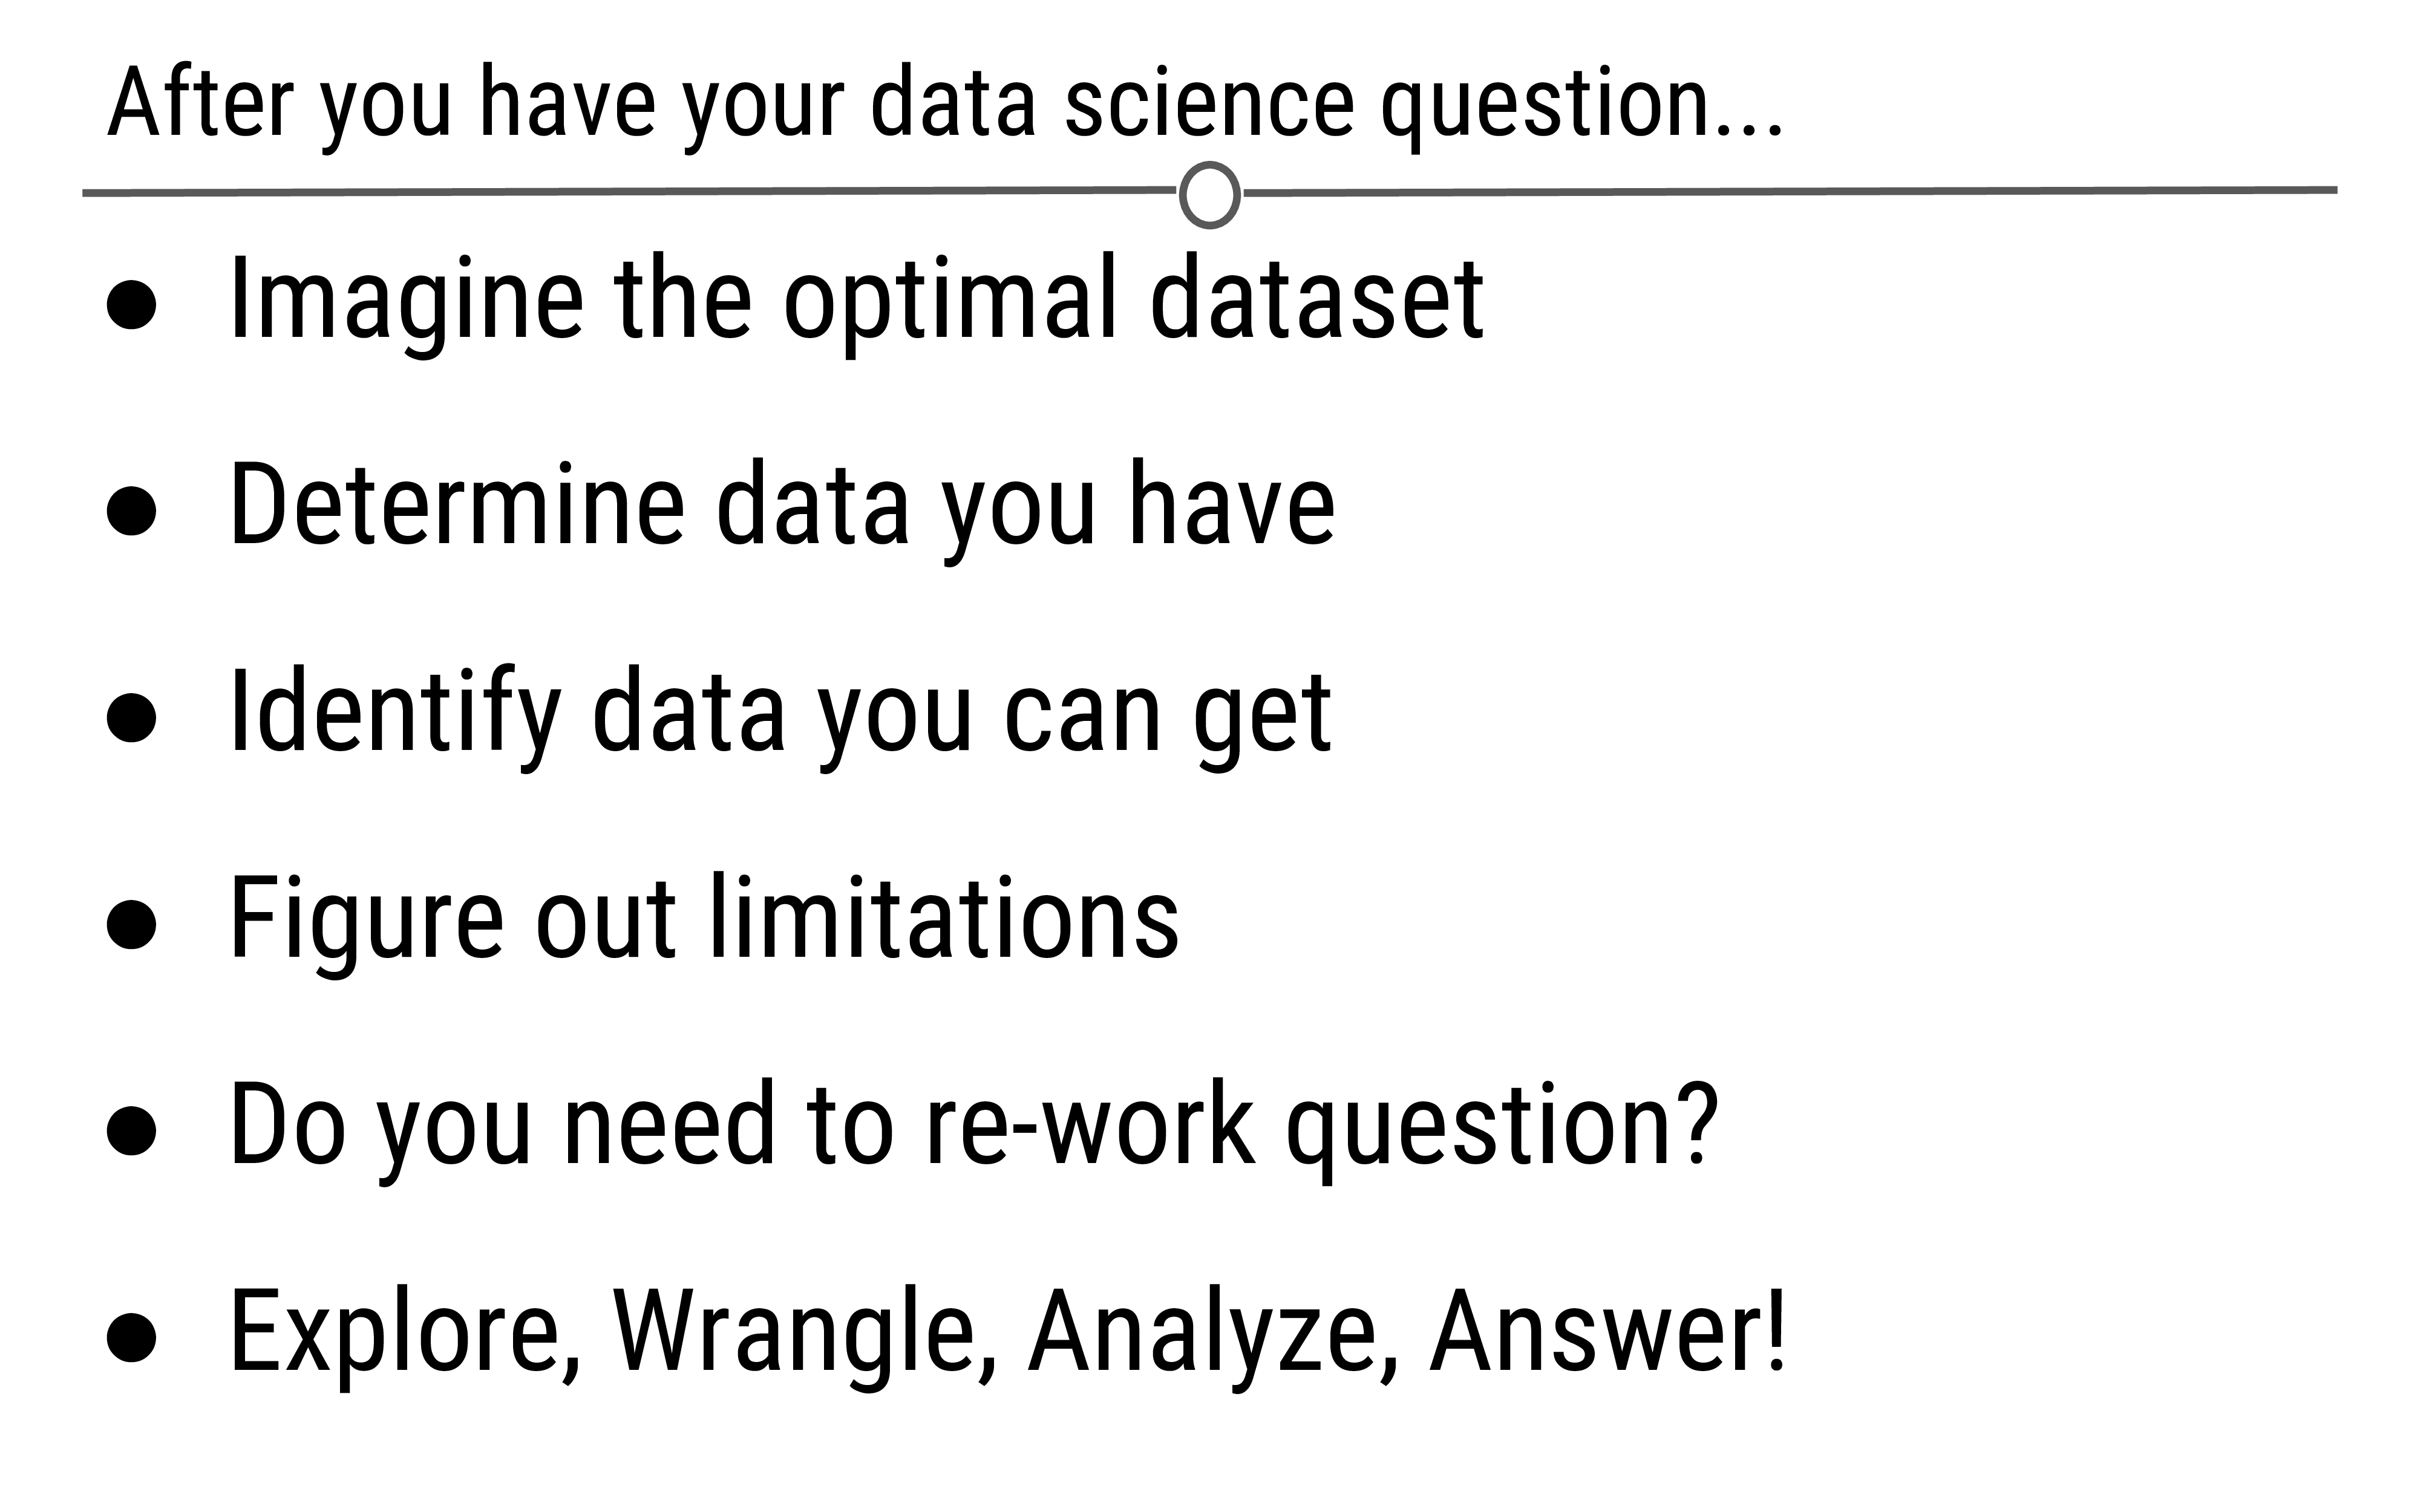 After you have your data science question...
● Imagine the optimal dataset
● Determine data you have
● Identify data you can get
● Figure out limitations
● Do you need to re-work question?
● Explore, Wrangle, Analyze, Answer!